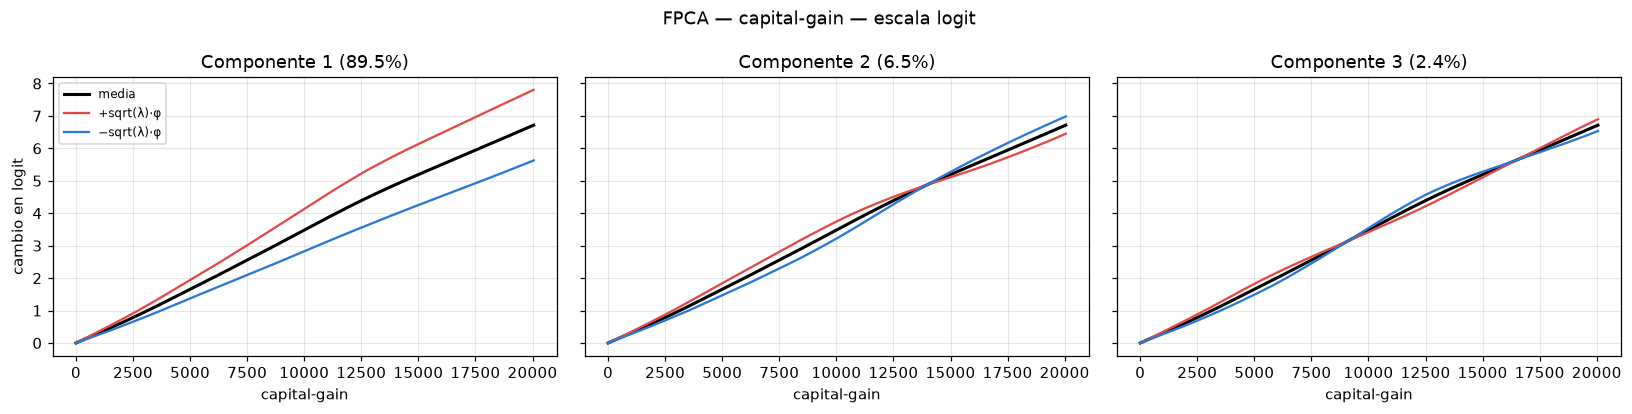 FPCA — capital-gain — escala logit
Componente 1 (89.5%)
Componente 2 (6.5%)
Componente 3 (2.4%)
media
+sqrt(λ)·φ
−sqrt(λ)·φ
cambio en logit
8
7
6
5
4
3
2
1
0
0 2500 5000 7500 10000 12500 15000 17500 20000
0 2500 5000 7500 10000 12500 15000 17500 20000
0 2500 5000 7500 10000 12500 15000 17500 20000
capital-gain
capital-gain
capital-gain